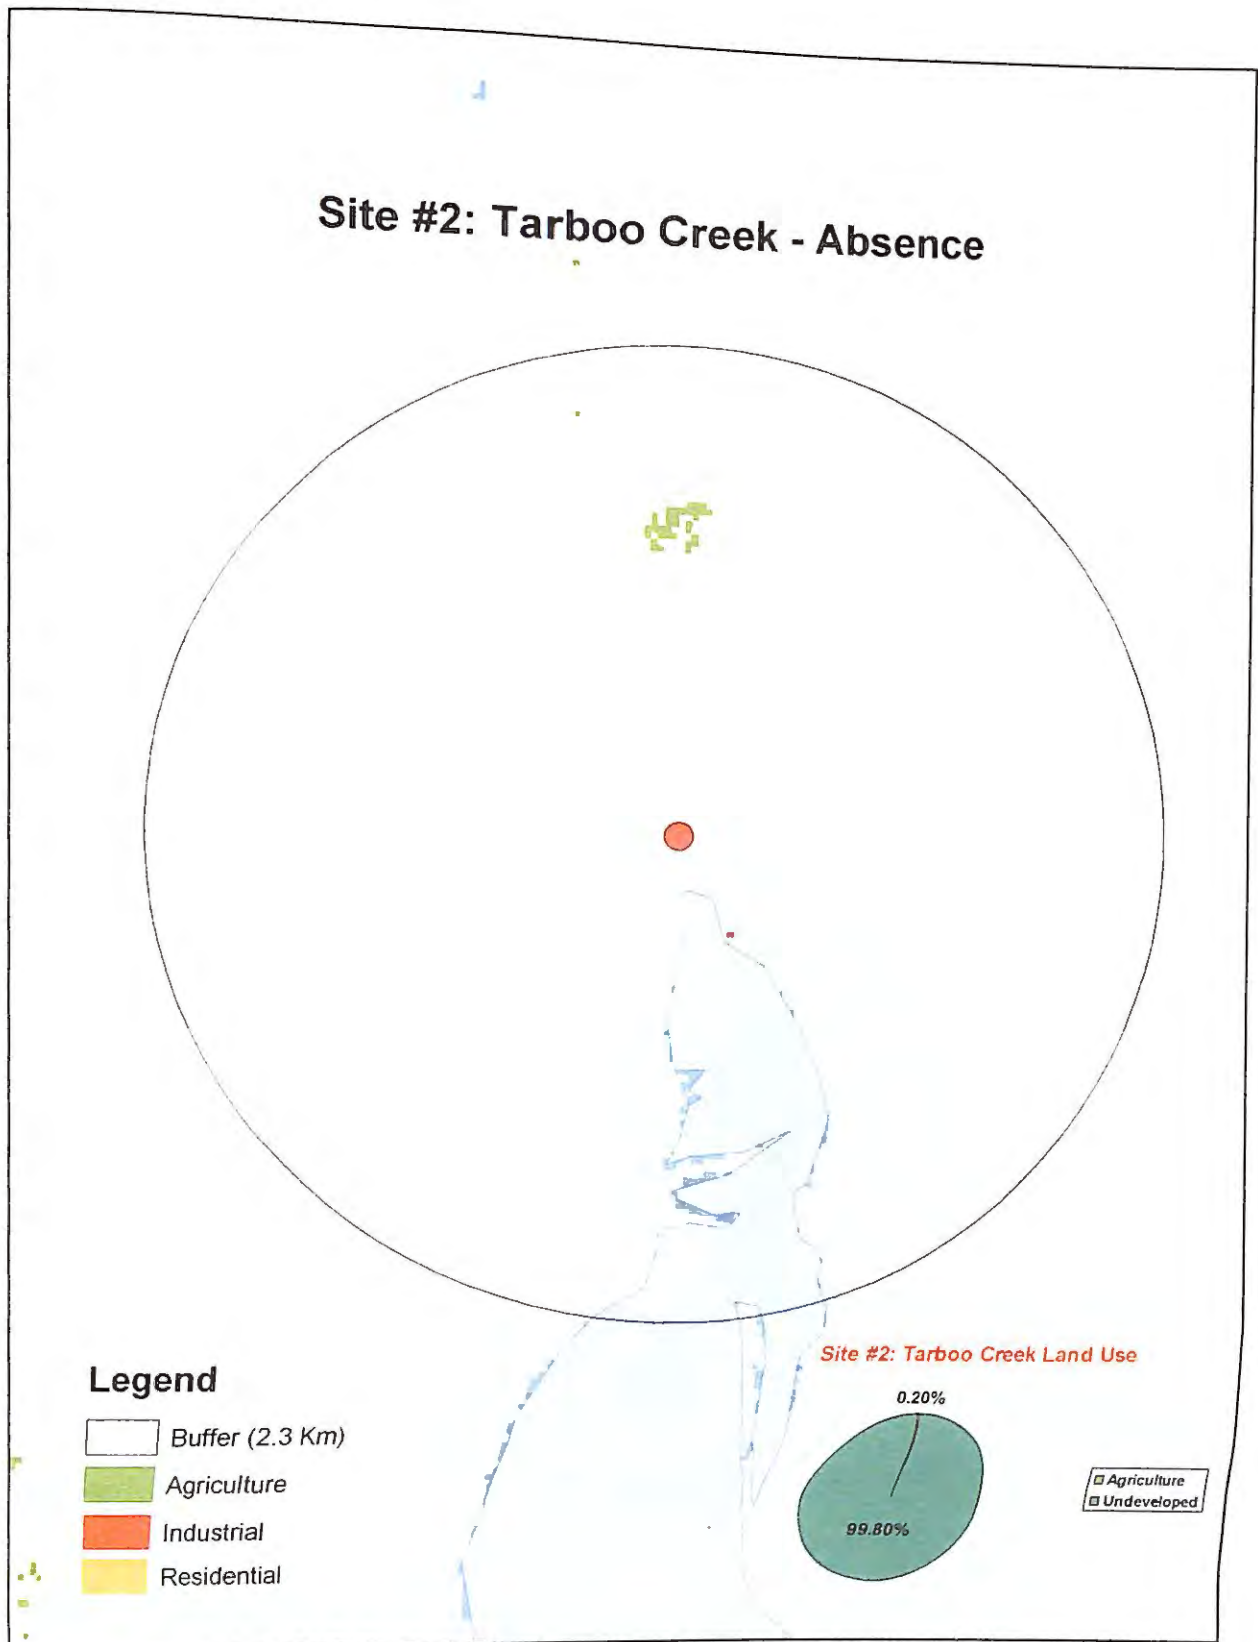 Site #2: Tarboo Creek - Absence
Legend
Buffer (2.3 Km)
Agriculture
Industrial
Residential
Site #2: Tarboo Creek Land Use
0.20%
99.80%
Agriculture
Undeveloped